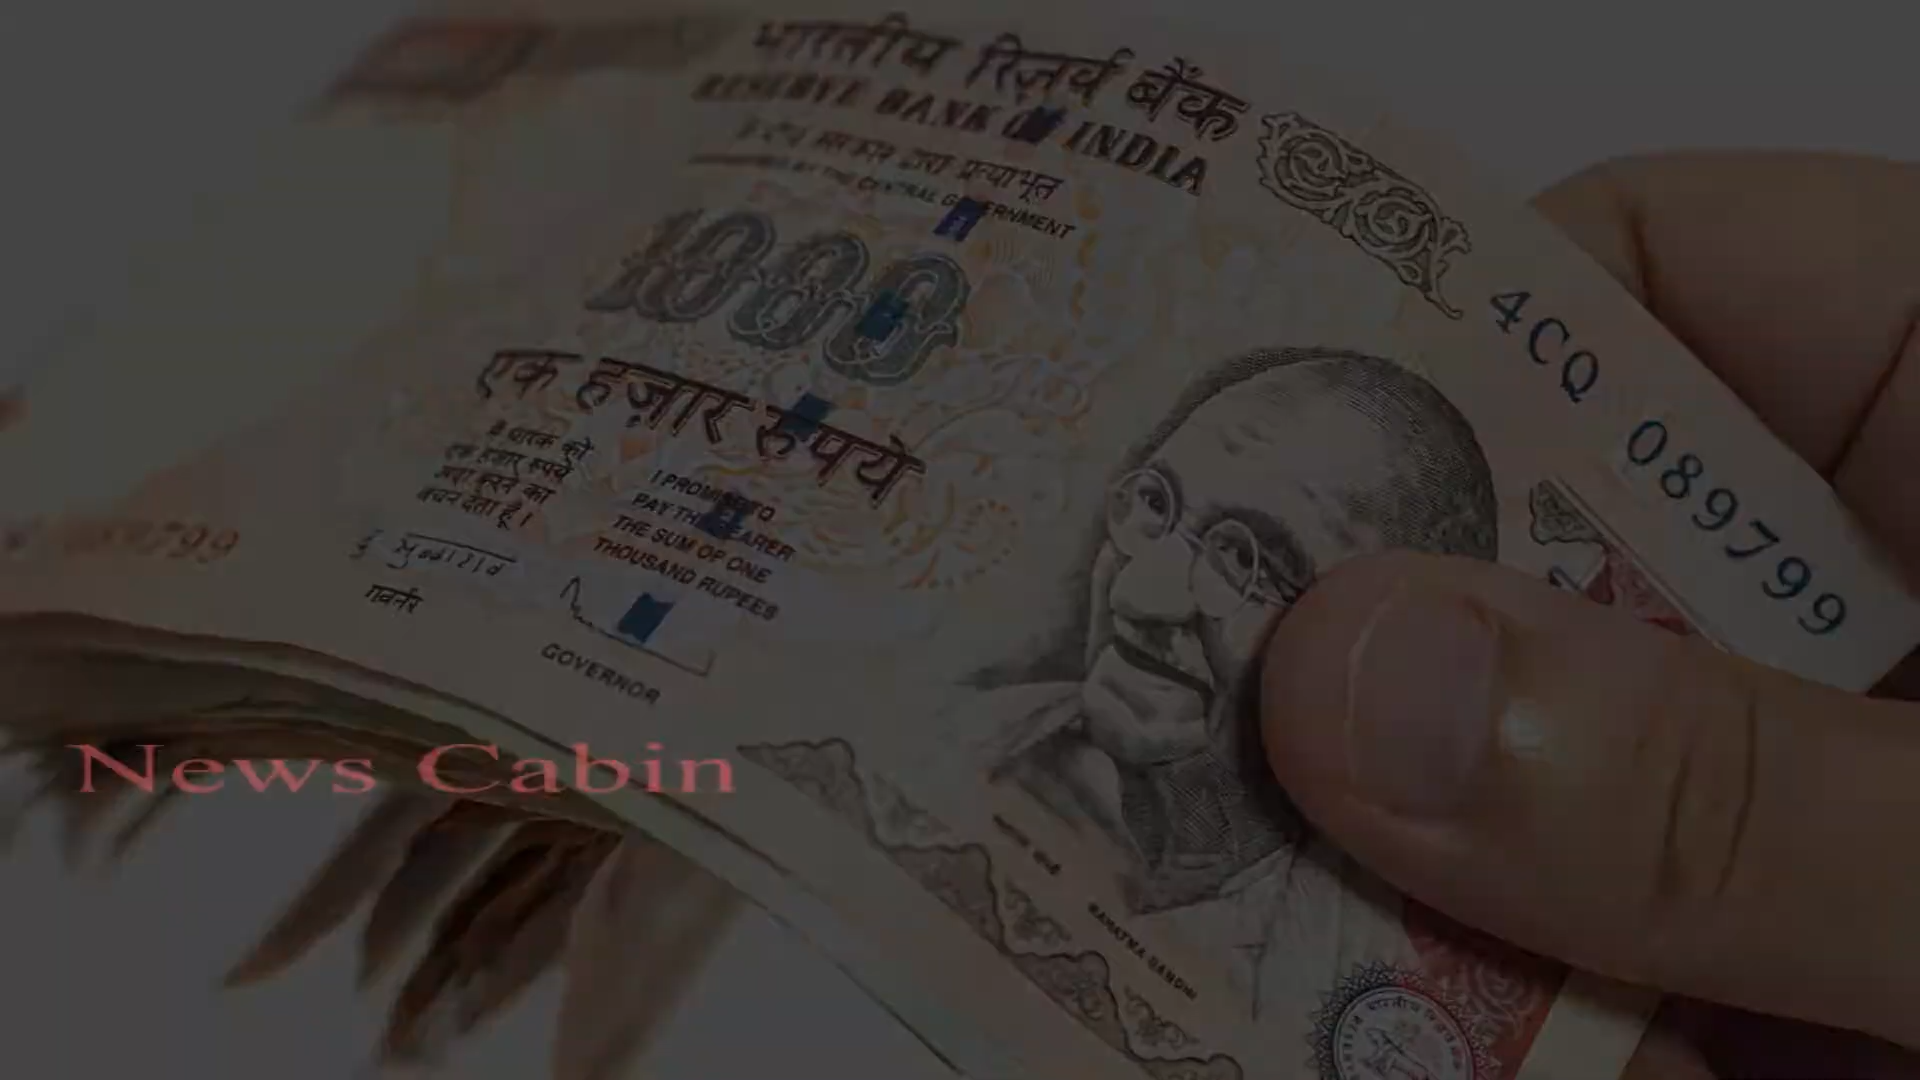 भारतीय रिज़र्व बैंक
RESERVE BANK OF INDIA
केन्द्रीय सरकार द्वारा प्रत्याभूत
GUARANTEED BY THE CENTRAL GOVERNMENT
1000
एक हज़ार रुपये
मैं धारक को
एक हज़ार रुपये
अदा करने का
वचन देता हूँ।
I PROMISE TO
PAY THE BEARER
THE SUM OF ONE
THOUSAND RUPEES
गवर्नर
GOVERNOR
4CQ 089799
MAHATMA GANDHI
News Cabin